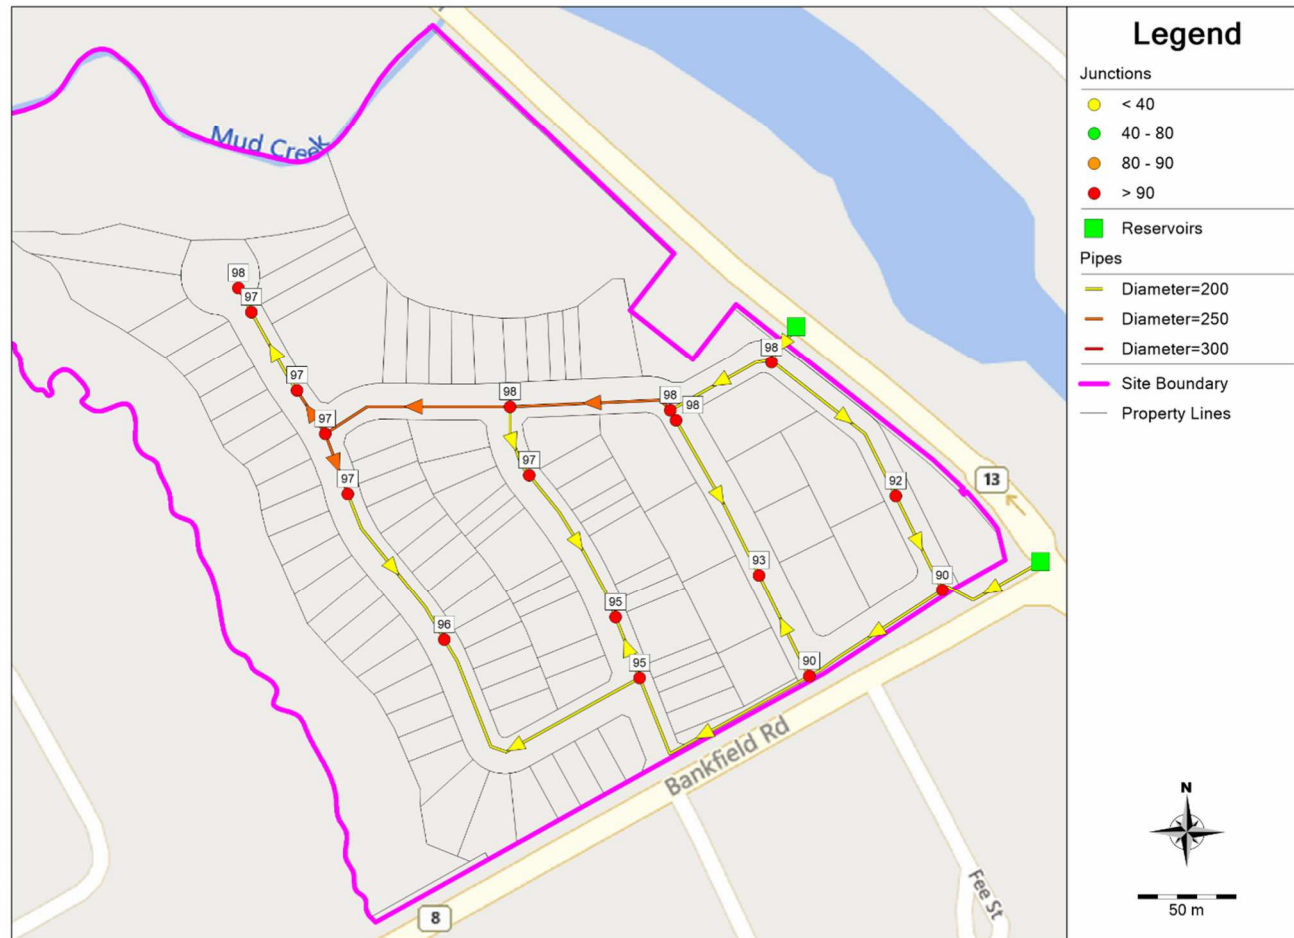 Legend
Junctions
< 40
40 - 80
80 - 90
> 90
Reservoirs
Pipes
Diameter=200
Diameter=250
Diameter=300
Site Boundary
Property Lines
Mud Creek
98
97
97
97
97
96
98
97
95
95
98
98
93
90
98
92
90
13
Bankfield Rd
8
Fee St
N
50 m